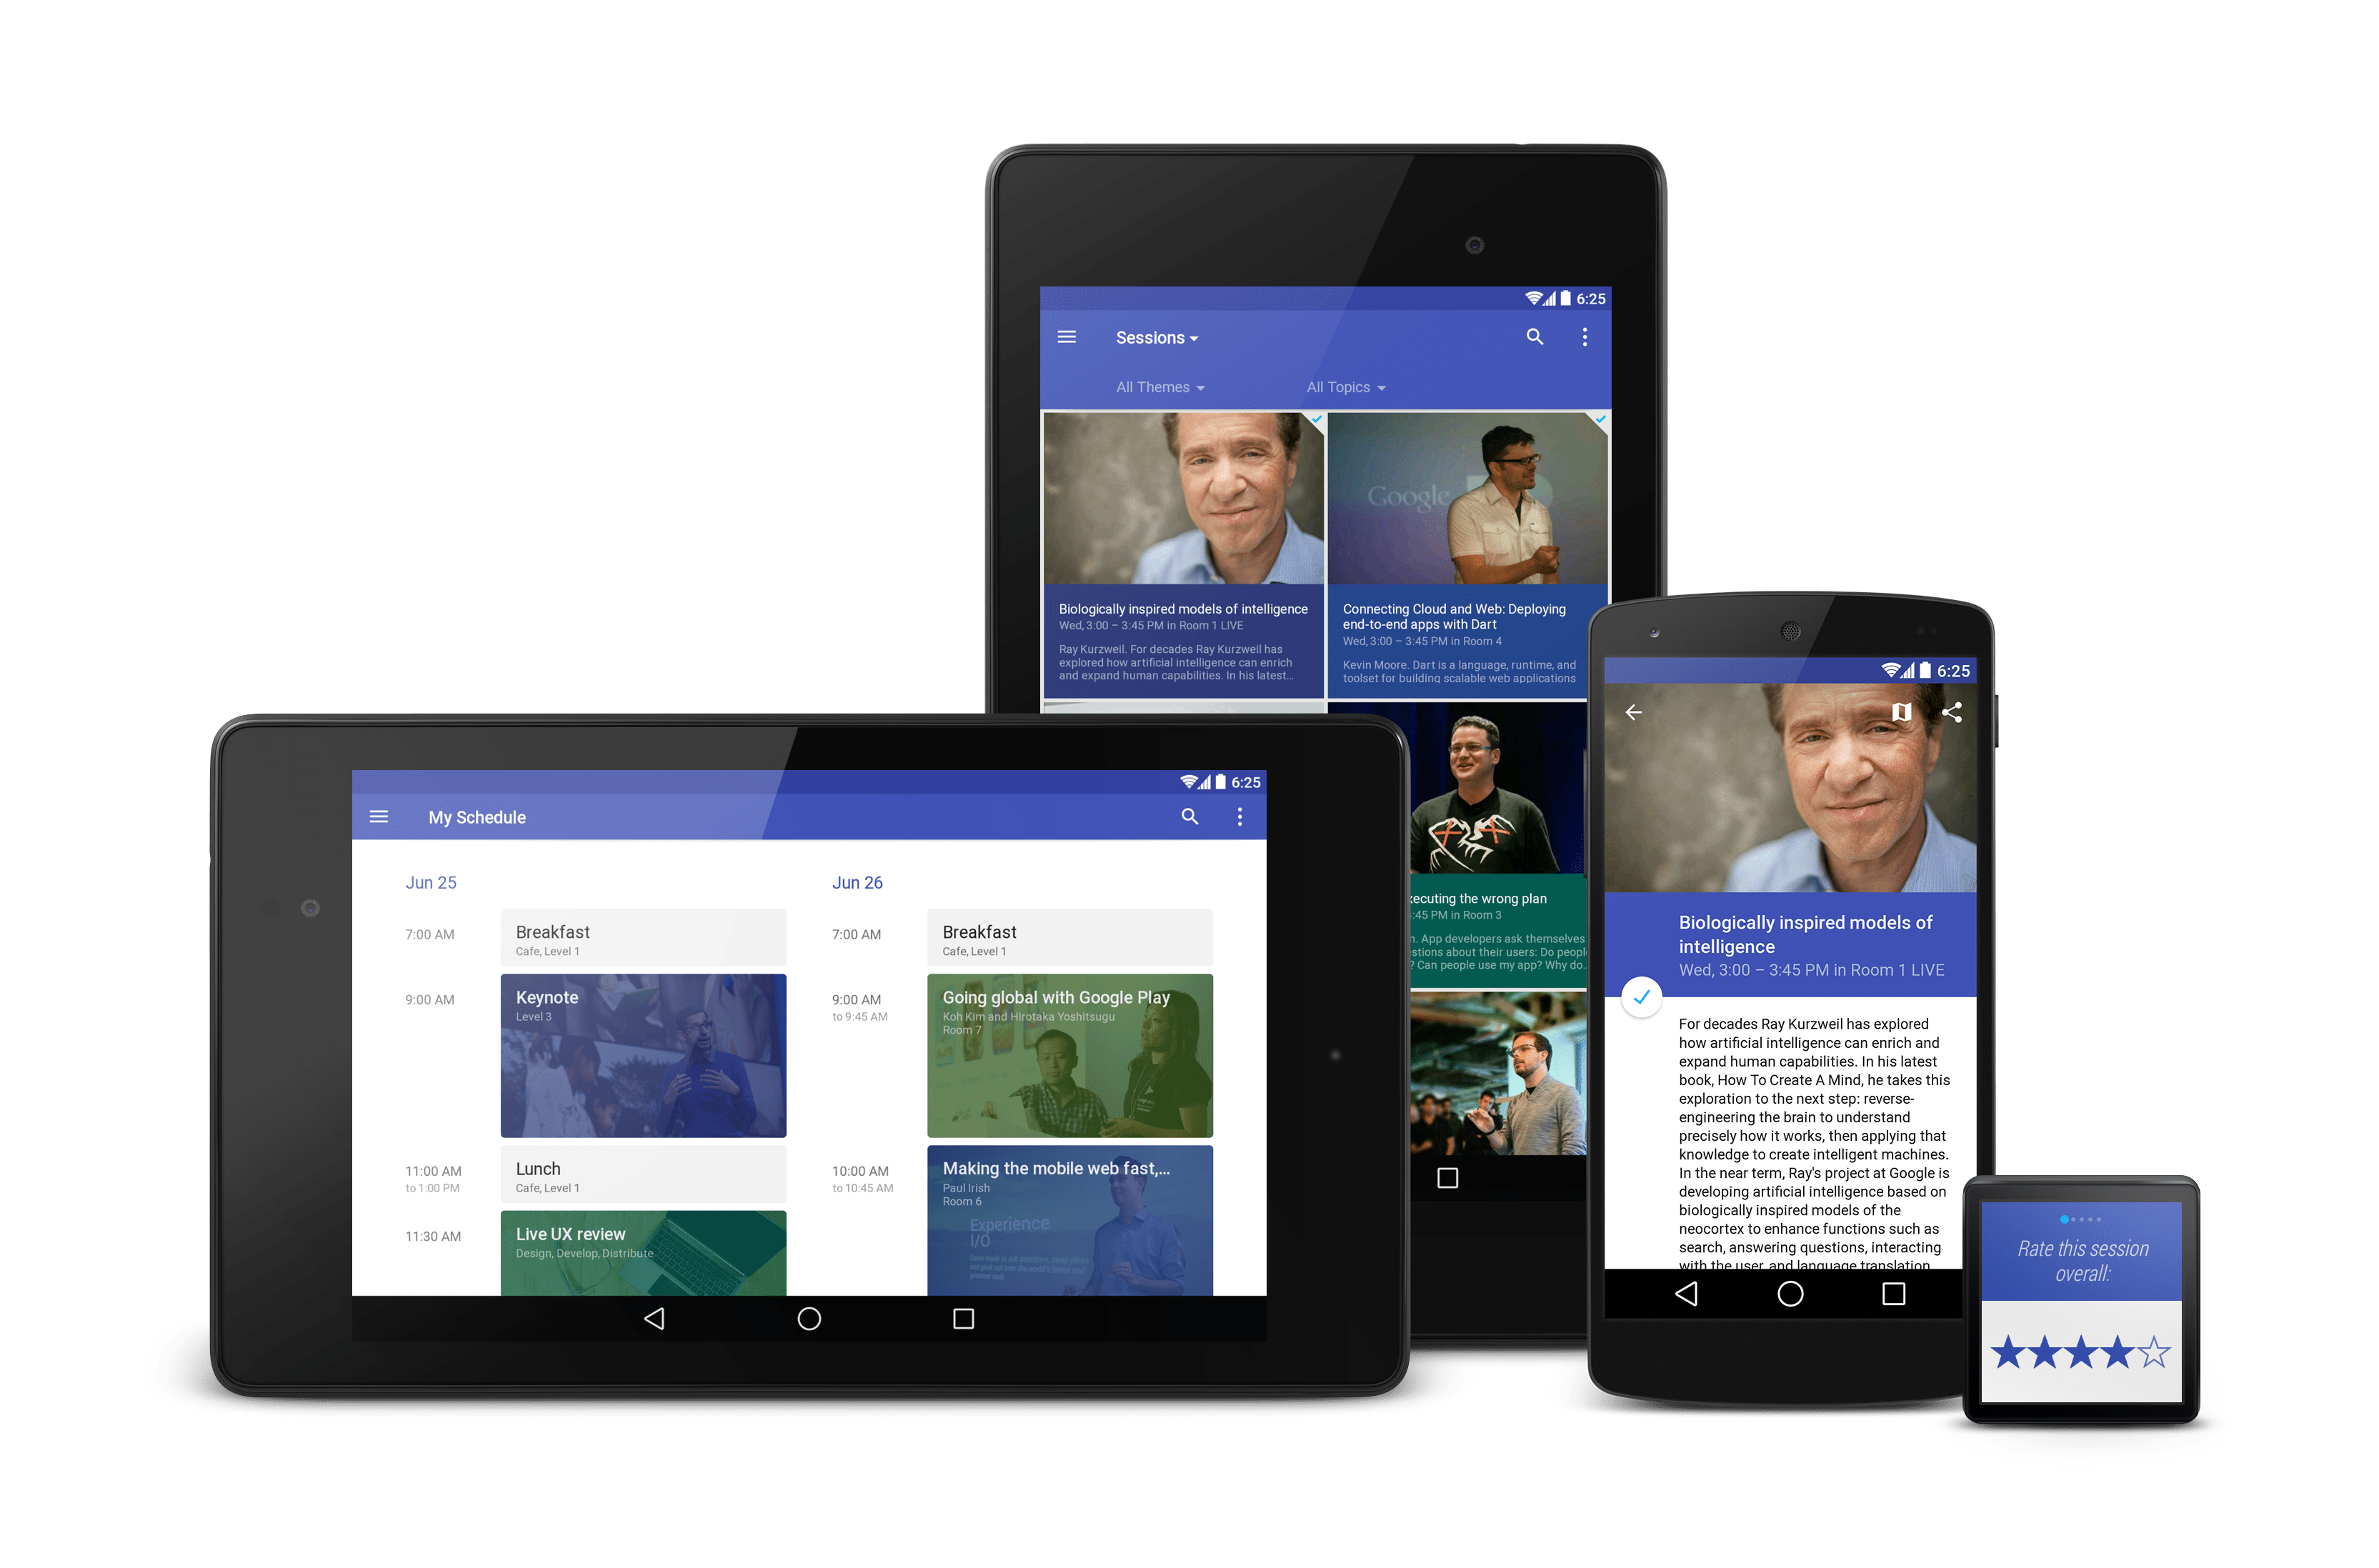 6:25
Sessions
All Themes
All Topics
Google
Biologically inspired models of intelligence
Wed, 3:00 – 3:45 PM in Room 1 LIVE
Ray Kurzweil. For decades Ray Kurzweil has
explored how artificial intelligence can enrich
and expand human capabilities. In his latest...
Connecting Cloud and Web: Deploying
end-to-end apps with Dart
Wed, 3:00 – 3:45 PM in Room 4
Kevin Moore. Dart is a language, runtime, and
toolset for building scalable web applications
the wrong plan
:45 PM in Room 3
App developers ask themselves
about their users: Do
? Can people use my app? Why do...
6:25
My Schedule
Jun 25
7:00 AM
Breakfast
Cafe, Level 1
9:00 AM
Keynote
Level 3
11:00 AM
to 1:00 PM
Lunch
Cafe, Level 1
11:30 AM
Live UX review
Design, Develop, Distribute
Jun 26
7:00 AM
Breakfast
Cafe, Level 1
9:00 AM
to 9:45 AM
Going global with Google Play
Koh Kim and Hirotaka Yoshitsugu
Room 7
10:00 AM
to 10:45 AM
Making the mobile web fast,...
Paul Irish
Room 6
Experience
I/O
6:25
Biologically inspired models of
intelligence
Wed, 3:00 – 3:45 PM in Room 1 LIVE
For decades Ray Kurzweil has explored
how artificial intelligence can enrich and
expand human capabilities. In his latest
book, How To Create A Mind, he takes this
exploration to the next step: reverse-
engineering the brain to understand
precisely how it works, then applying that
knowledge to create intelligent machines.
In the near term, Ray's project at Google is
developing artificial intelligence based on
biologically inspired models of the
neocortex to enhance functions such as
search, answering questions, interacting
with the user, and language translation.
Rate this session
overall: